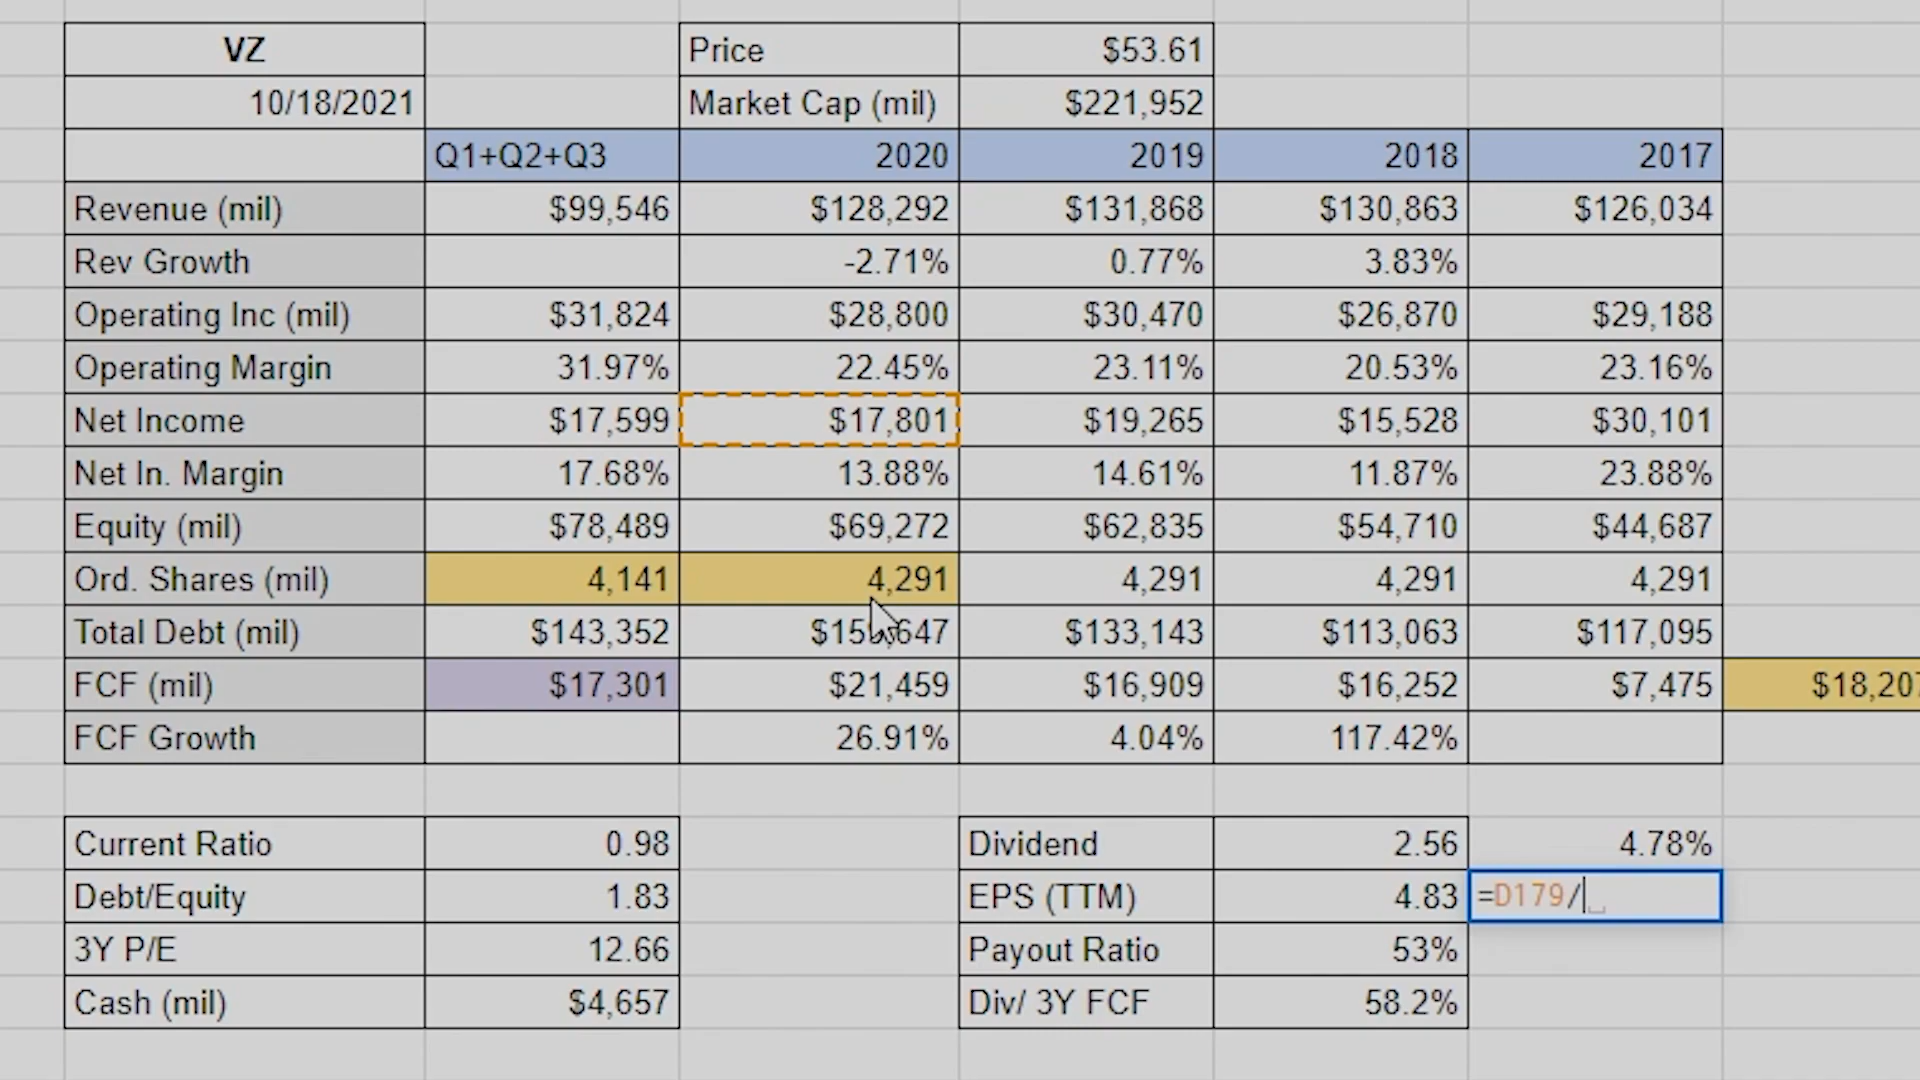 VZ Price $53.61
10/18/2021 Market Cap (mil) $221,952
Q1+Q2+Q3 2020 2019 2018 2017
Revenue (mil) $99,546 $128,292 $131,868 $130,863 $126,034
Rev Growth -2.71% 0.77% 3.83%
Operating Inc (mil) $31,824 $28,800 $30,470 $26,870 $29,188
Operating Margin 31.97% 22.45% 23.11% 20.53% 23.16%
Net Income $17,599 $17,801 $19,265 $15,528 $30,101
Net In. Margin 17.68% 13.88% 14.61% 11.87% 23.88%
Equity (mil) $78,489 $69,272 $62,835 $54,710 $44,687
Ord. Shares (mil) 4,141 4,291 4,291 4,291 4,291
Total Debt (mil) $143,352 $133,143 $113,063 $117,095
FCF (mil) $17,301 $21,459 $16,909 $16,252 $7,475 $18,207
FCF Growth 26.91% 4.04% 117.42%
Current Ratio 0.98 Dividend 2.56 4.78%
Debt/Equity 1.83 EPS (TTM) 4.83 =D179/
3Y P/E 12.66 Payout Ratio 53%
Cash (mil) $4,657 Div/ 3Y FCF 58.2%